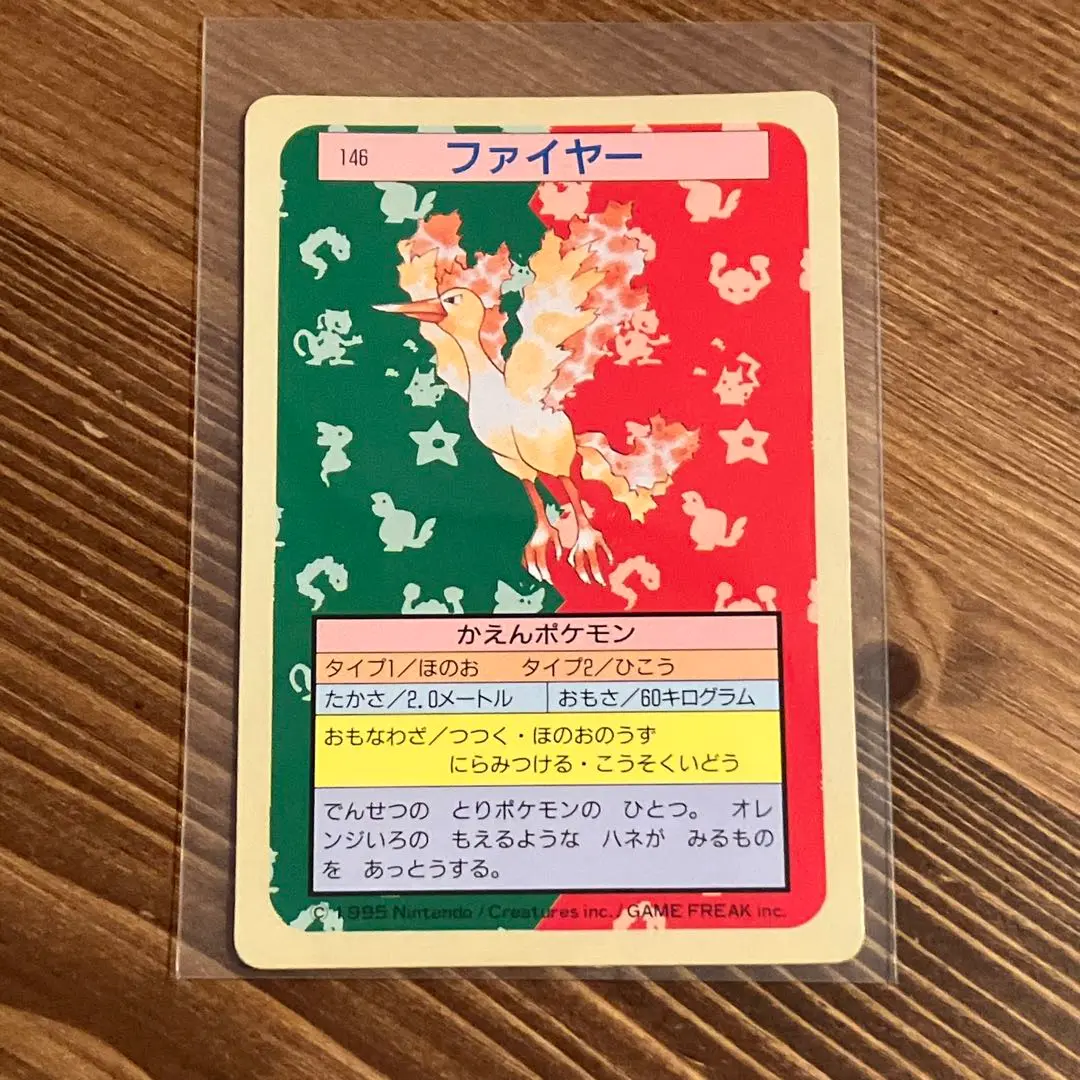 146 ファイヤー
かえんポケモン
タイプ1/ほのお タイプ2/ひこう
たかさ/2.0メートル おもさ/60キログラム
おもなわざ/つつく・ほのおのうず
にらみつける・こうそくいどう
でんせつの とりポケモンの ひとつ。 オレ
ンジいろの もえるような ハネが みるもの
を あっとうする。
© 1995 Nintendo/Creatures inc./GAME FREAK inc.